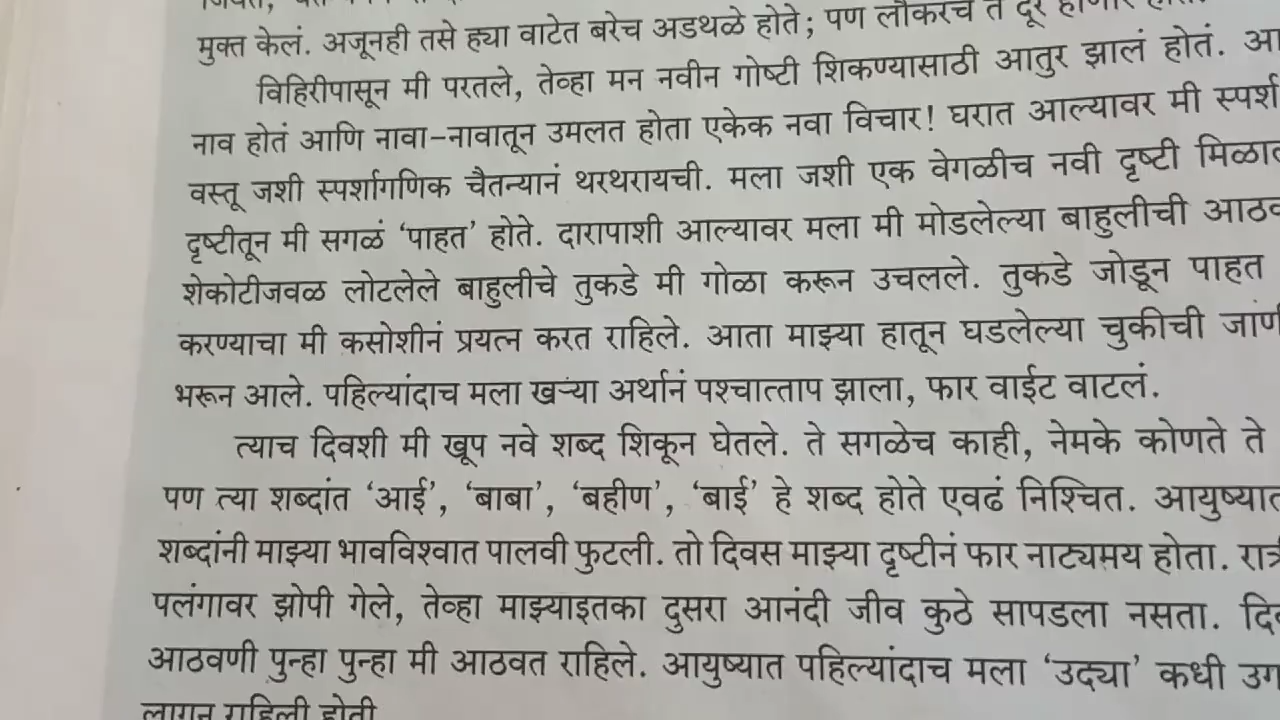 मुक्त केलं. अजूनही तसे ह्या वाटेत बरेच अडथळे होते; पण लौकरच ते दूर
विहिरीपासून मी परतले, तेव्हा मन नवीन गोष्टी शिकण्यासाठी आतुर झालं होतं.
नाव होतं आणि नावा-नावातून उमलत होता एकेक नवा विचार! घरात आल्यावर मी स्पर्श
वस्तू जशी स्पर्शागणिक चैतन्यानं थरथरायची. मला जशी एक वेगळीच नवी दृष्टी
दृष्टीतून मी सगळं ‘पाहत’ होते. दारापाशी आल्यावर मला मी मोडलेल्या बाहुलीची
शेकोटीजवळ लोटलेले बाहुलीचे तुकडे मी गोळा करून उचलले. तुकडे जोडून पाहत
करण्याचा मी कसोशीनं प्रयत्न करत राहिले. आता माझ्या हातून घडलेल्या चुकीची
भरून आले. पहिल्यांदाच मला खऱ्या अर्थानं पश्चात्ताप झाला, फार वाईट वाटलं.
त्याच दिवशी मी खूप नवे शब्द शिकून घेतले. ते सगळेच काही, नेमके कोणते ते
पण त्या शब्दांत ‘आई’, ‘बाबा’, ‘बहीण’, ‘बाई’ हे शब्द होते एवढं निश्चित.
शब्दांनी माझ्या भावविश्वात पालवी फुटली. तो दिवस माझ्या दृष्टीनं फार नाट्यमय होता.
पलंगावर झोपी गेले, तेव्हा माझ्याइतका दुसरा आनंदी जीव कुठे सापडला नसता.
आठवणी पुन्हा पुन्हा मी आठवत राहिले. आयुष्यात पहिल्यांदाच मला ‘उद्या’ कधी
लागून राहिली होती